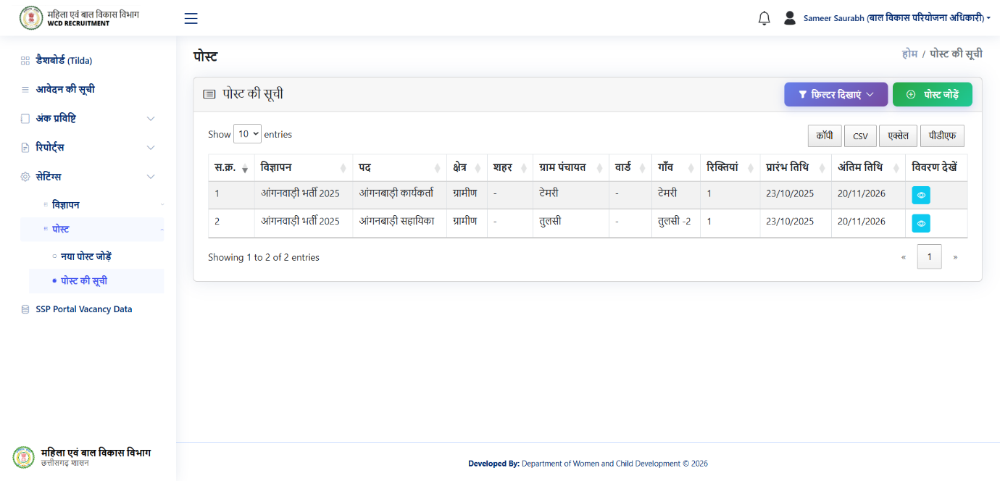 महिला एवं बाल विकास विभाग
WCD RECRUITMENT
Sameer Saurabh (बाल विकास परियोजना अधिकारी)
डैशबोर्ड (Tilda)
आवेदन की सूची
अंक प्रविष्टि
रिपोर्ट्स
सेटिंग्स
विज्ञापन
पोस्ट
नया पोस्ट जोड़ें
पोस्ट की सूची
SSP Portal Vacancy Data
महिला एवं बाल विकास विभाग
छत्तीसगढ़ शासन
पोस्ट
होम / पोस्ट की सूची
पोस्ट की सूची
फ़िल्टर दिखाएं
पोस्ट जोड़ें
Show 10 entries
कॉपी CSV एक्सेल पीडीएफ
स.क्र. विज्ञापन पद क्षेत्र शहर ग्राम पंचायत वार्ड गाँव रिक्तियां प्रारंभ तिथि अंतिम तिथि विवरण देखें
1 आंगनवाड़ी भर्ती 2025 आंगनबाड़ी कार्यकर्ता ग्रामीण - टेमरी - टेमरी 1 23/10/2025 20/11/2026
2 आंगनवाड़ी भर्ती 2025 आंगनबाड़ी सहायिका ग्रामीण - तुलसी - तुलसी -2 1 23/10/2025 20/11/2026
Showing 1 to 2 of 2 entries
« 1 »
Developed By: Department of Women and Child Development © 2026